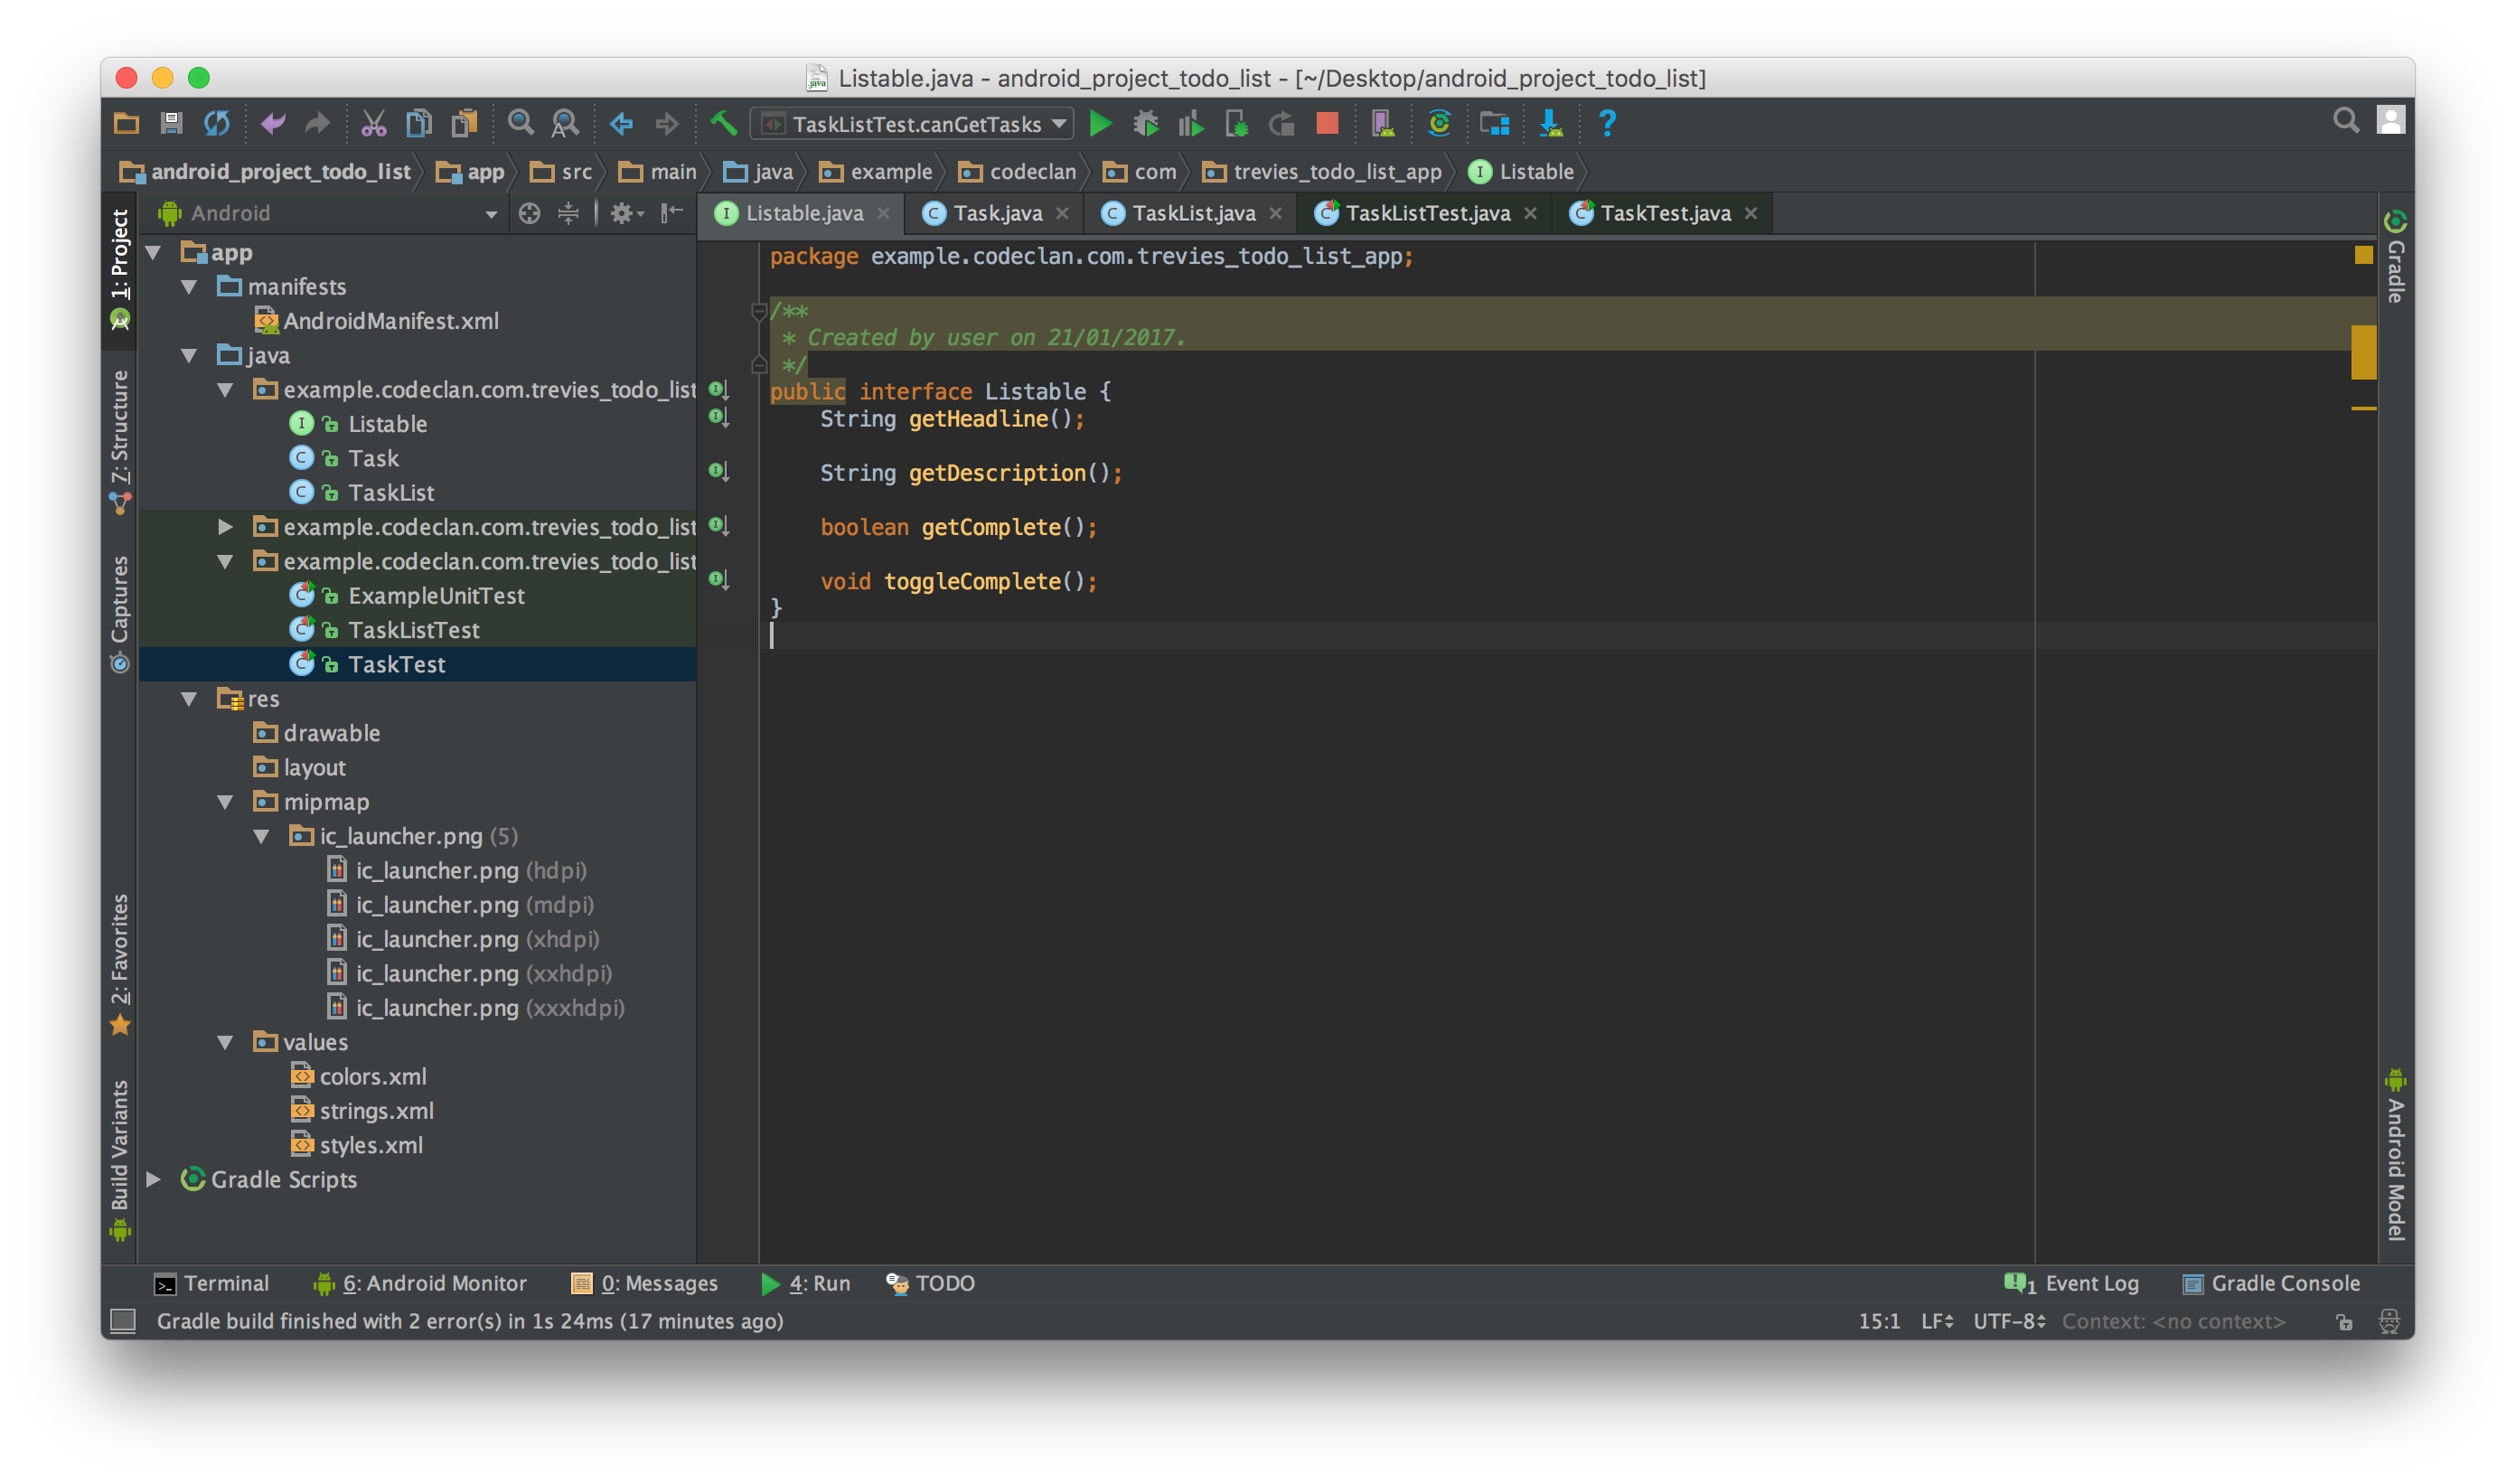 Listable.java - android_project_todo_list - [~/Desktop/android_project_todo_list]
TaskListTest.canGetTasks
android_project_todo_list app src main java example codeclan com trevies_todo_list_app Listable
Android
Listable.java Task.java TaskList.java TaskListTest.java TaskTest.java
1: Project
Z: Structure
Captures
2: Favorites
Build Variants
app
manifests
AndroidManifest.xml
java
example.codeclan.com.trevies_todo_list
Listable
Task
TaskList
example.codeclan.com.trevies_todo_list
example.codeclan.com.trevies_todo_list
ExampleUnitTest
TaskListTest
TaskTest
res
drawable
layout
mipmap
ic_launcher.png (5)
ic_launcher.png (hdpi)
ic_launcher.png (mdpi)
ic_launcher.png (xhdpi)
ic_launcher.png (xxhdpi)
ic_launcher.png (xxxhdpi)
values
colors.xml
strings.xml
styles.xml
Gradle Scripts
package example.codeclan.com.trevies_todo_list_app;
/**
* Created by user on 21/01/2017.
*/
public interface Listable {
String getHeadline();
String getDescription();
boolean getComplete();
void toggleComplete();
}
Gradle
Android Model
Terminal 6: Android Monitor 0: Messages 4: Run TODO 1 Event Log Gradle Console
Gradle build finished with 2 error(s) in 1s 24ms (17 minutes ago) 15:1 LF UTF-8 Context: <no context>